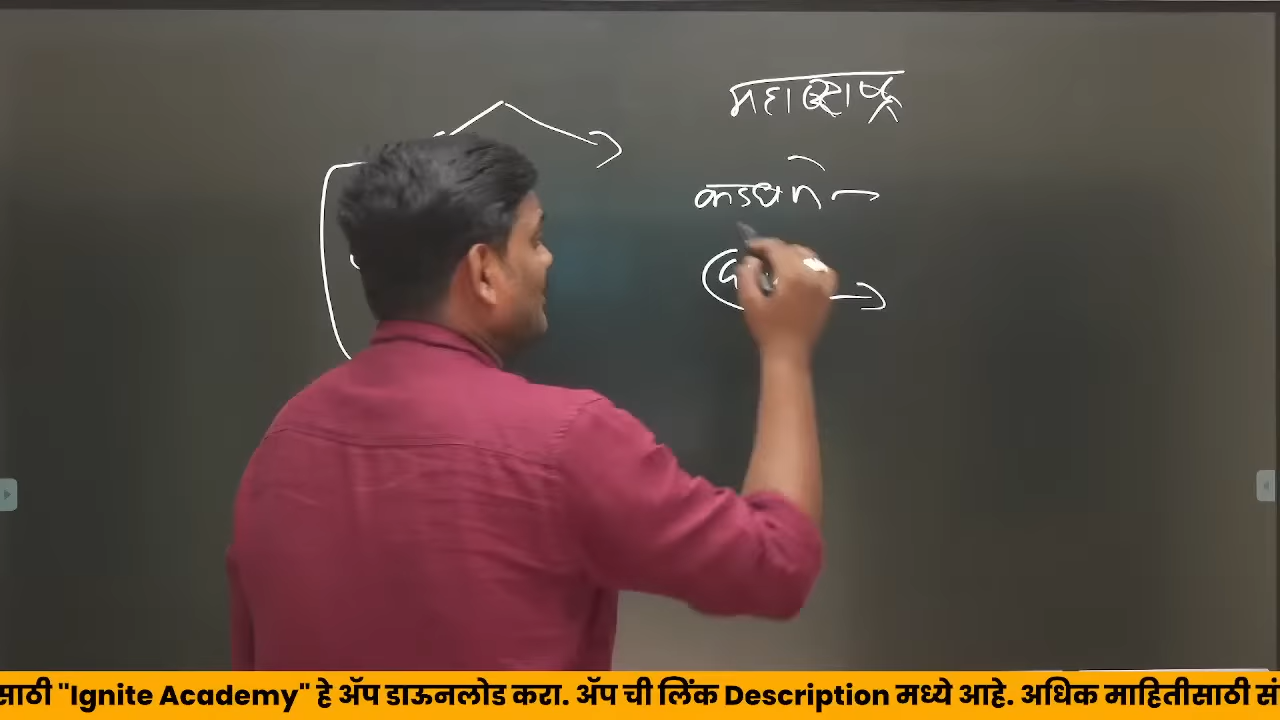 महाराष्ट्र
कडधान्
साठी "Ignite Academy" हे ॲप डाऊनलोड करा. ॲप ची लिंक Description मध्ये आहे. अधिक माहितीसाठी सं